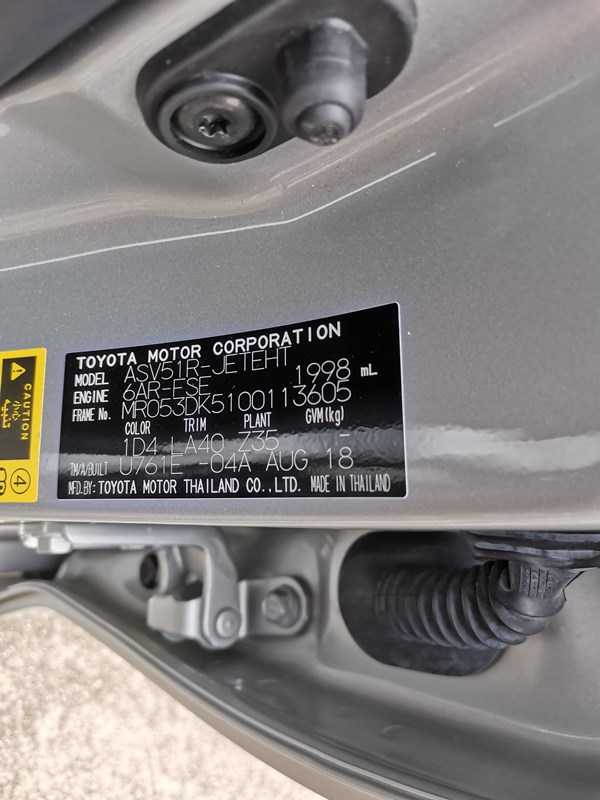 TOYOTA MOTOR CORPORATION
MODEL ASV51R-JETEHT
ENGINE 6AR-FSE 1998 mL
FRAME No. MR053DK5100113605
COLOR TRIM PLANT GVM(kg)
1D4 LA40 Z35 -
TM/A/BUILT U761E -04A AUG 18
MFD.BY: TOYOTA MOTOR THAILAND CO.,LTD. MADE IN THAILAND
CAUTION
4